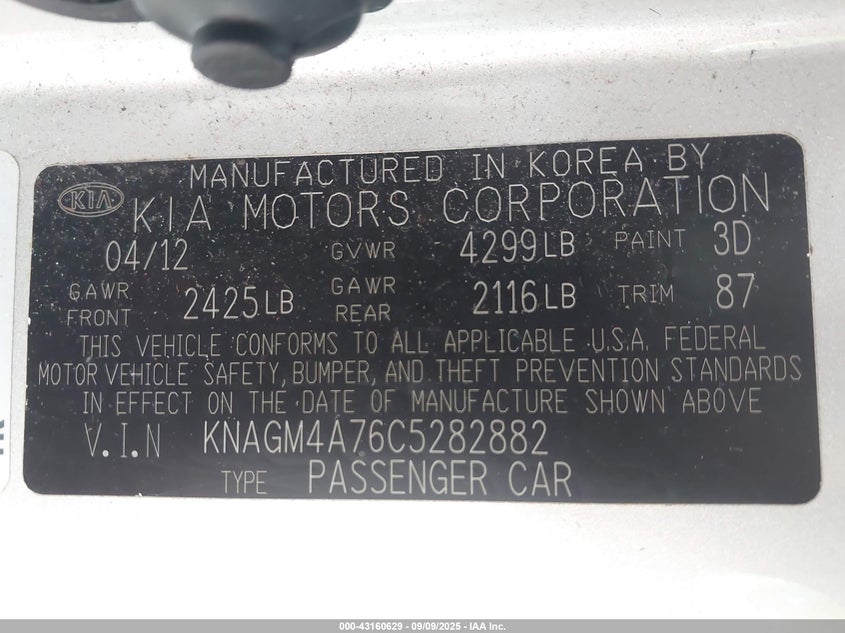 MANUFACTURED IN KOREA BY
KIA KIA MOTORS CORPORATION
04/12 GVWR 4299LB PAINT 3D
GAWR FRONT 2425LB GAWR REAR 2116LB TRIM 87
THIS VEHICLE CONFORMS TO ALL APPLICABLE U.S.A. FEDERAL
MOTOR VEHICLE SAFETY, BUMPER, AND THEFT PREVENTION STANDARDS
IN EFFECT ON THE DATE OF MANUFACTURE SHOWN ABOVE
V.I.N KNAGM4A76C5282882
TYPE PASSENGER CAR
000-43160629 - 09/09/2025 - IAA Inc.